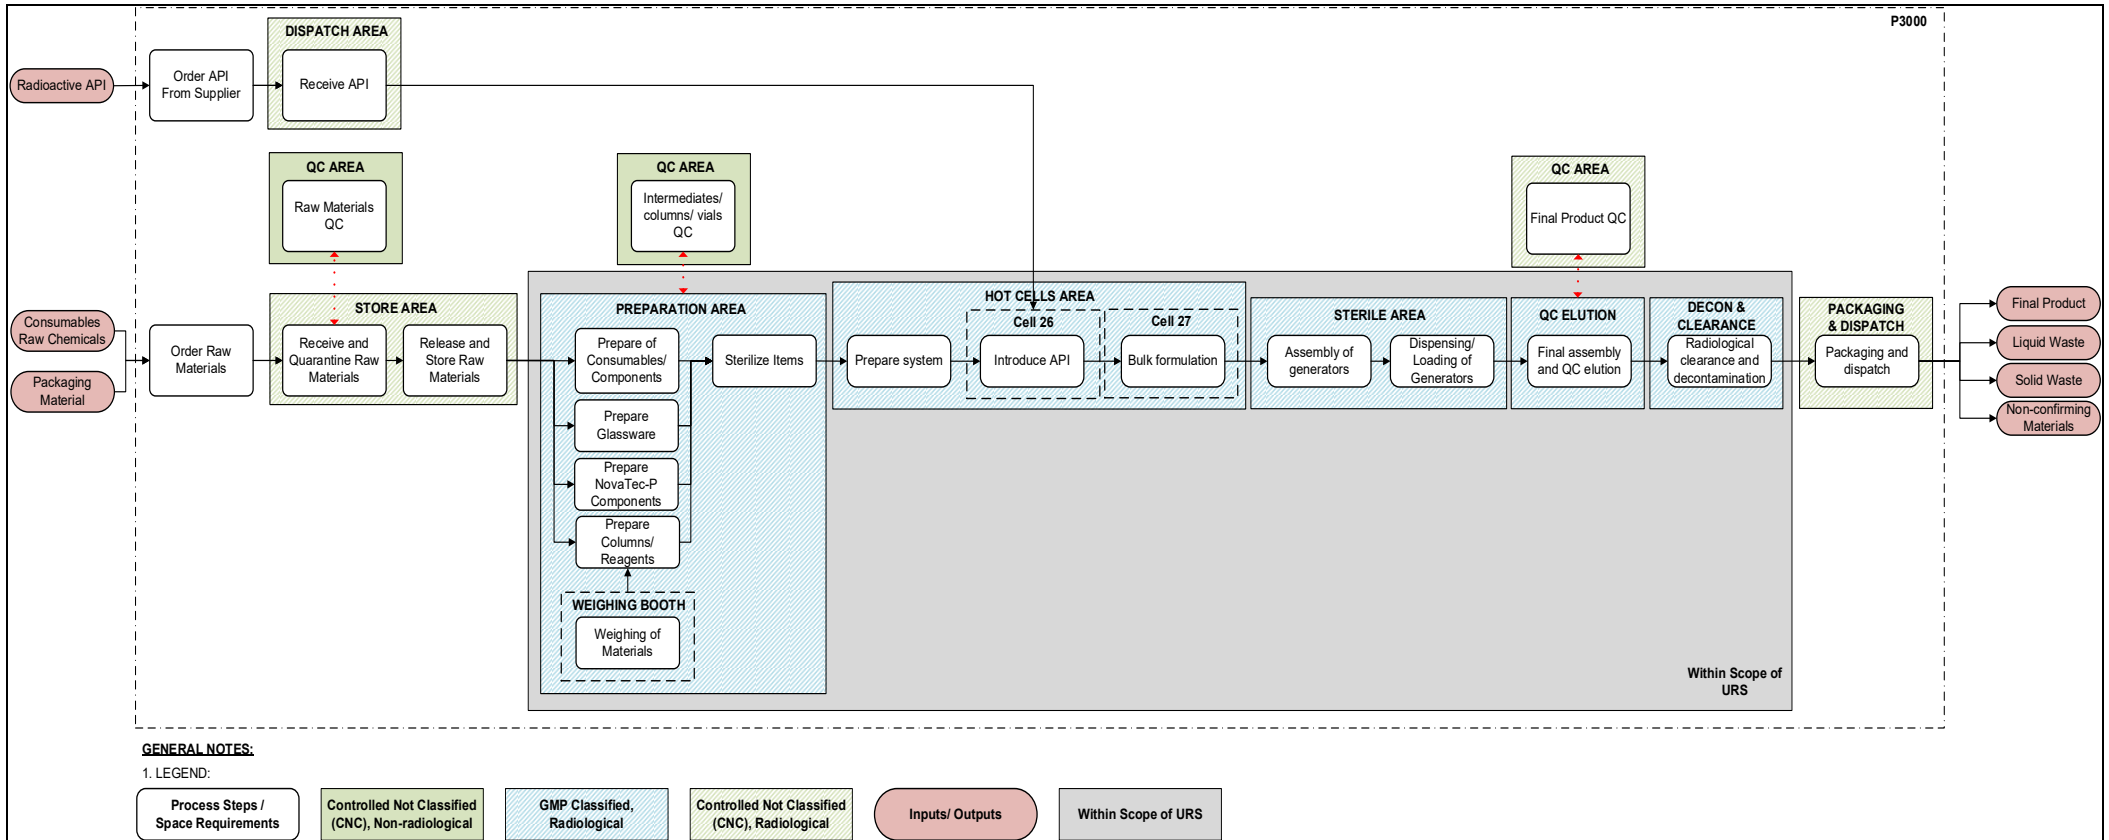 P3000
DISPATCH AREA
Radioactive API
Order API
From Supplier
Receive API
QC AREA
Raw Materials
QC
QC AREA
Intermediates/
columns/ vials
QC
QC AREA
Final Product QC
Consumables
Raw Chemicals
Packaging
Material
Order Raw
Materials
STORE AREA
Receive and
Quarantine Raw
Materials
Release and
Store Raw
Materials
PREPARATION AREA
Prepare of
Consumables/
Components
Prepare
Glassware
Prepare
NovaTec-P
Components
Prepare
Columns/
Reagents
WEIGHING BOOTH
Weighing of
Materials
Sterilize Items
HOT CELLS AREA
Prepare system
Cell 26
Introduce API
Cell 27
Bulk formulation
STERILE AREA
Assembly of
generators
Dispensing/
Loading of
Generators
QC ELUTION
Final assembly
and QC elution
DECON &
CLEARANCE
Radiological
clearance and
decontamination
PACKAGING
& DISPATCH
Packaging and
dispatch
Final Product
Liquid Waste
Solid Waste
Non-confirming
Materials
Within Scope of
URS
GENERAL NOTES:
1. LEGEND:
Process Steps /
Space Requirements
Controlled Not Classified
(CNC), Non-radiological
GMP Classified,
Radiological
Controlled Not Classified
(CNC), Radiological
Inputs/ Outputs
Within Scope of URS